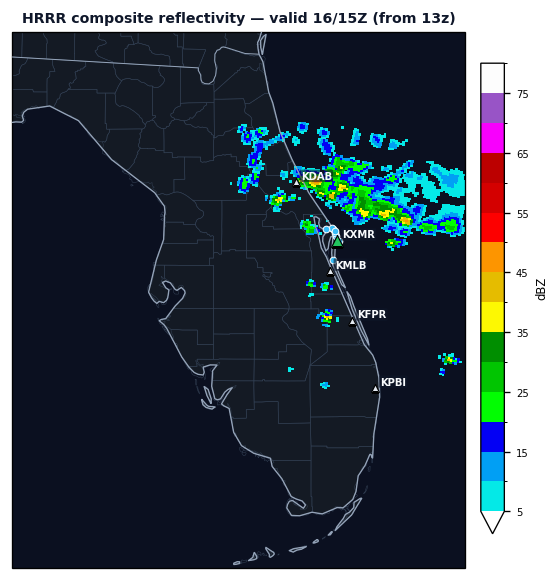 HRRR composite reflectivity — valid 16/15Z (from 13z)
75
65
55
45
35
25
15
5
dBZ
KDAB
KXMR
KMLB
KFPR
KPBI